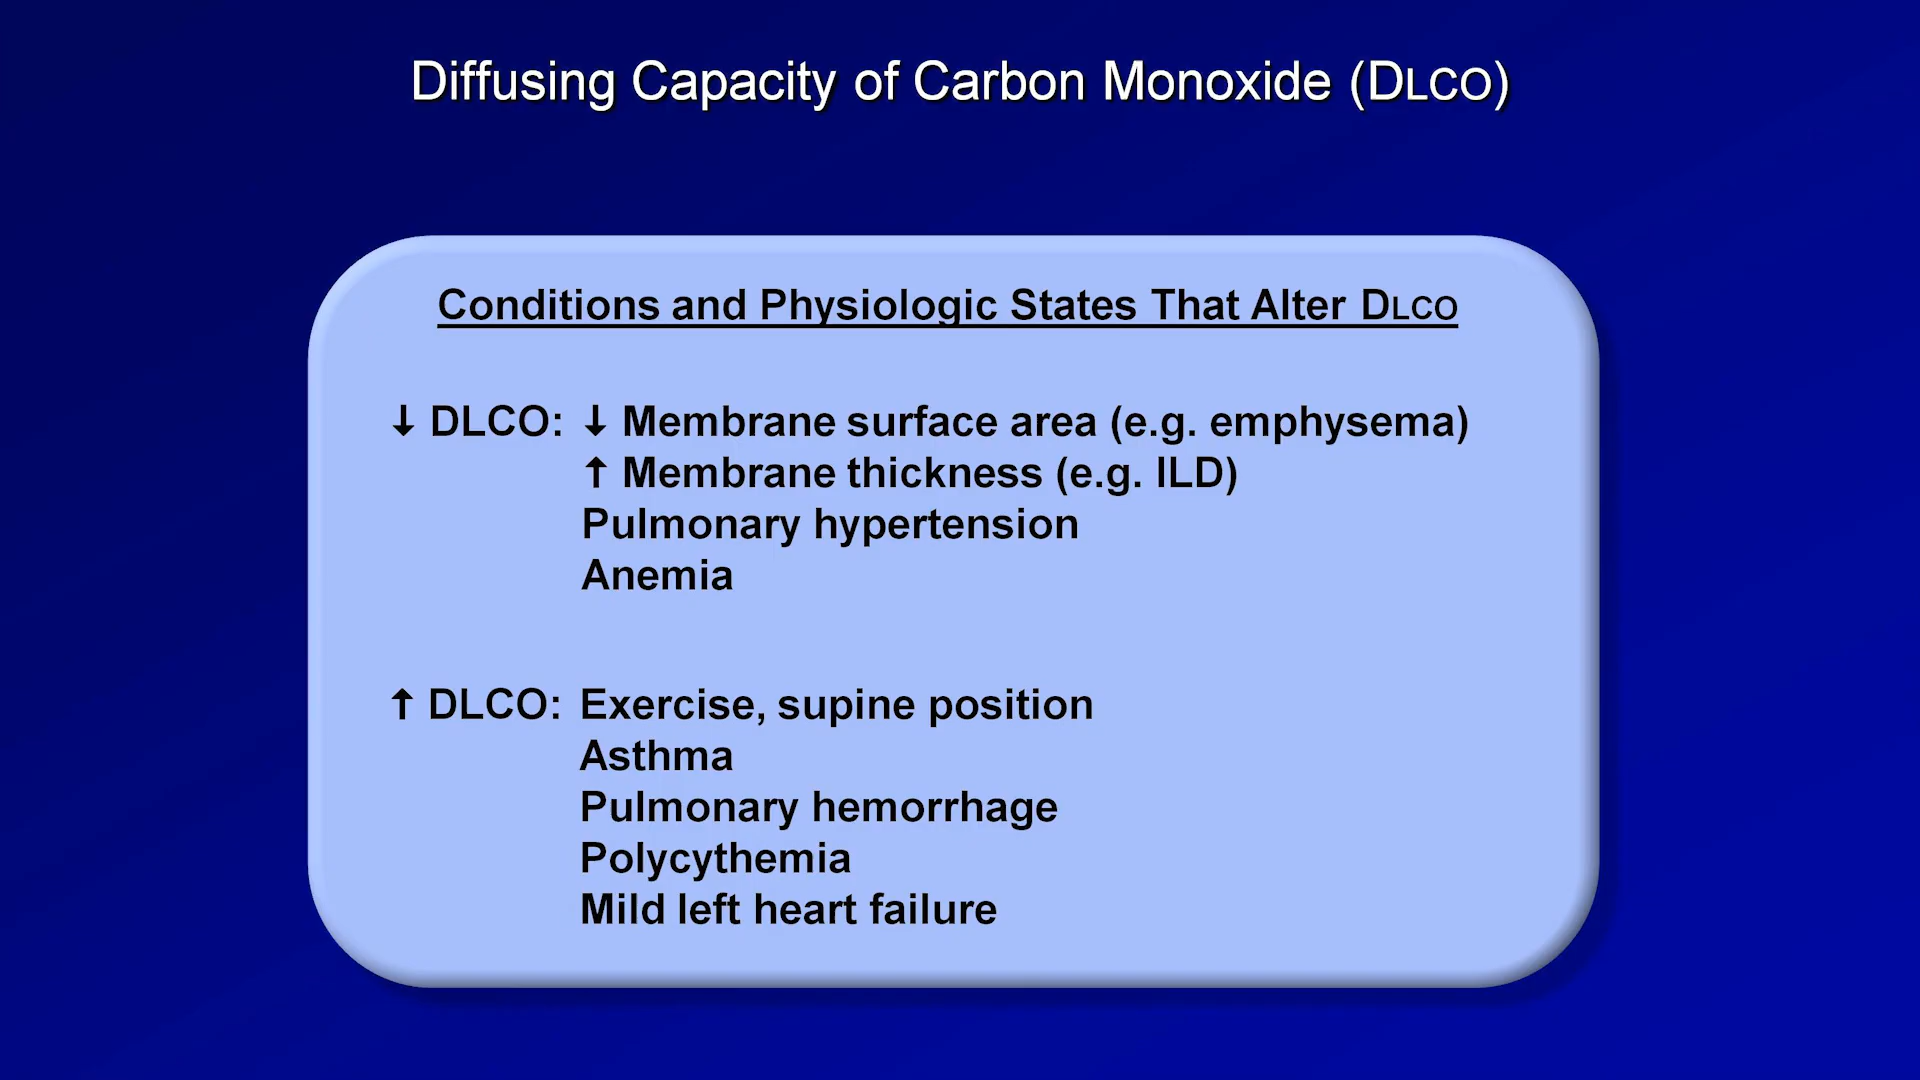 Diffusing Capacity of Carbon Monoxide (DLCO)
Conditions and Physiologic States That Alter DLCO
↓ DLCO: ↓ Membrane surface area (e.g. emphysema)
↑ Membrane thickness (e.g. ILD)
Pulmonary hypertension
Anemia
↑ DLCO: Exercise, supine position
Asthma
Pulmonary hemorrhage
Polycythemia
Mild left heart failure